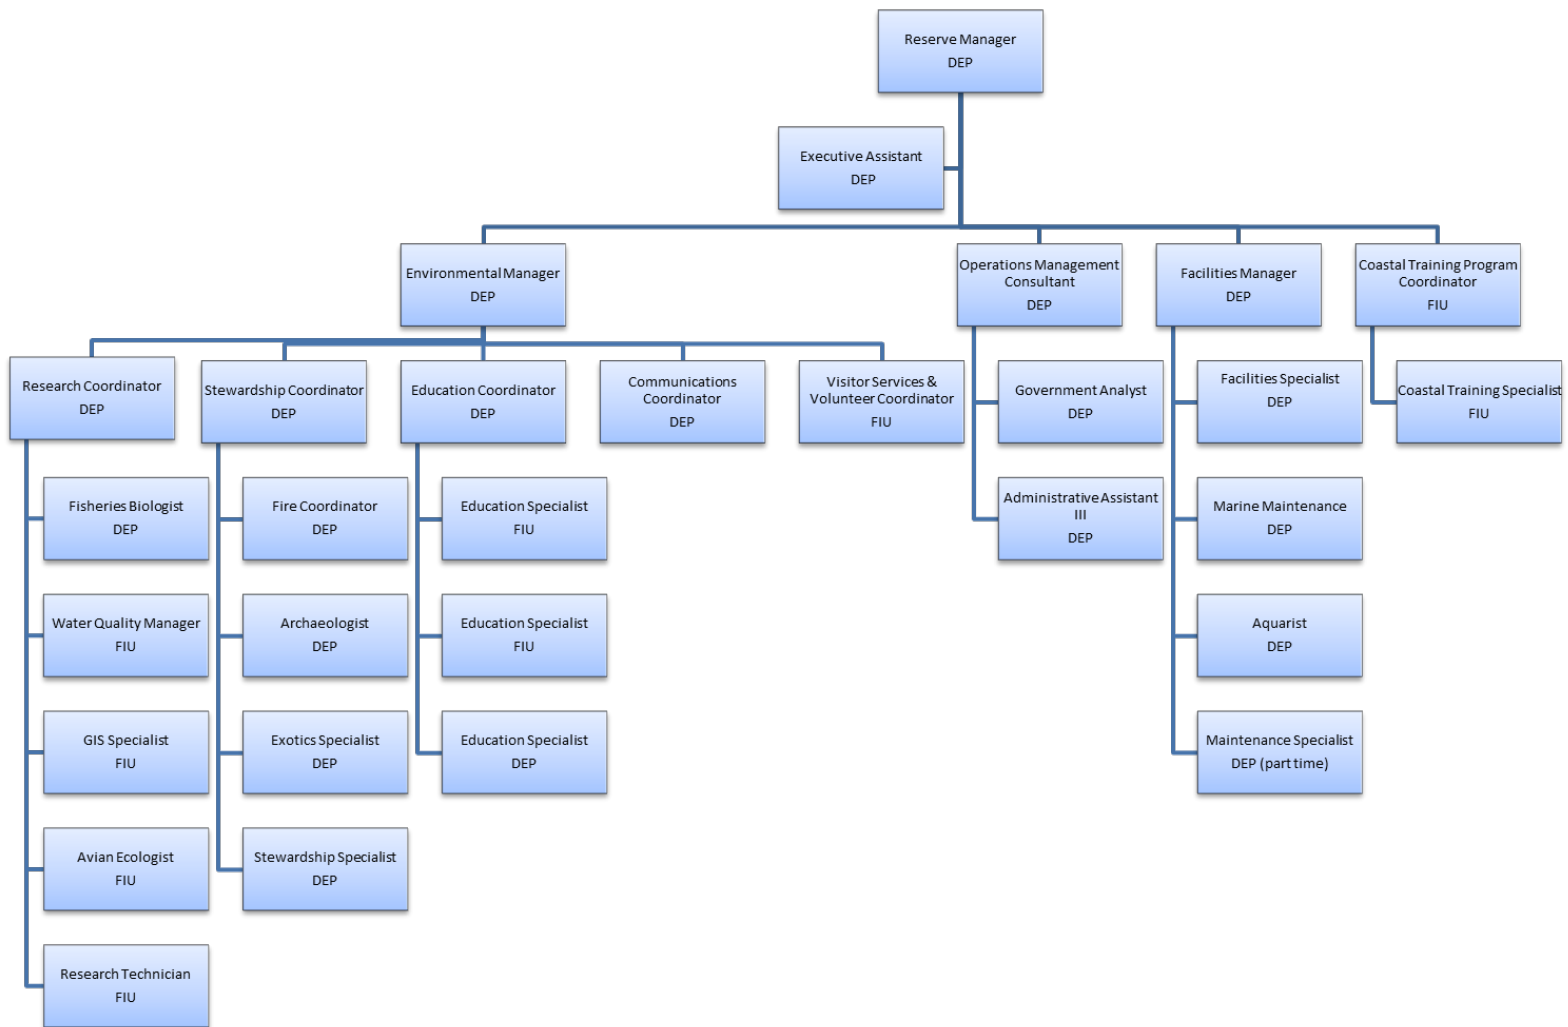 Reserve Manager
DEP
Executive Assistant
DEP
Environmental Manager
DEP
Operations Management
Consultant
DEP
Facilities Manager
DEP
Coastal Training Program
Coordinator
FIU
Research Coordinator
DEP
Stewardship Coordinator
DEP
Education Coordinator
DEP
Communications
Coordinator
DEP
Visitor Services &
Volunteer Coordinator
FIU
Government Analyst
DEP
Facilities Specialist
DEP
Coastal Training Specialist
FIU
Fisheries Biologist
DEP
Fire Coordinator
DEP
Education Specialist
FIU
Administrative Assistant
III
DEP
Marine Maintenance
DEP
Water Quality Manager
FIU
Archaeologist
DEP
Education Specialist
FIU
Aquarist
DEP
GIS Specialist
FIU
Exotics Specialist
DEP
Education Specialist
DEP
Maintenance Specialist
DEP (part time)
Avian Ecologist
FIU
Stewardship Specialist
DEP
Research Technician
FIU